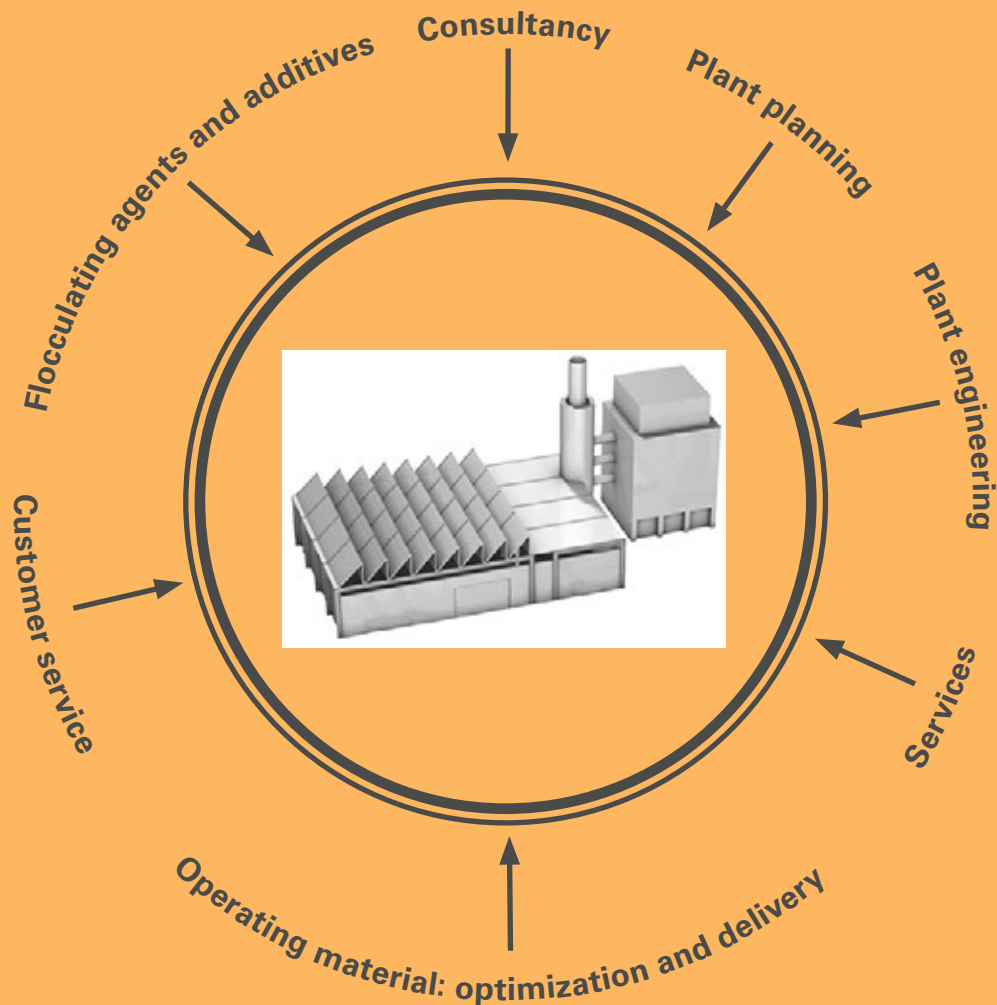 Consultancy
Plant planning
Plant engineering
Services
Operating material: optimization and delivery
Customer service
Flocculating agents and additives